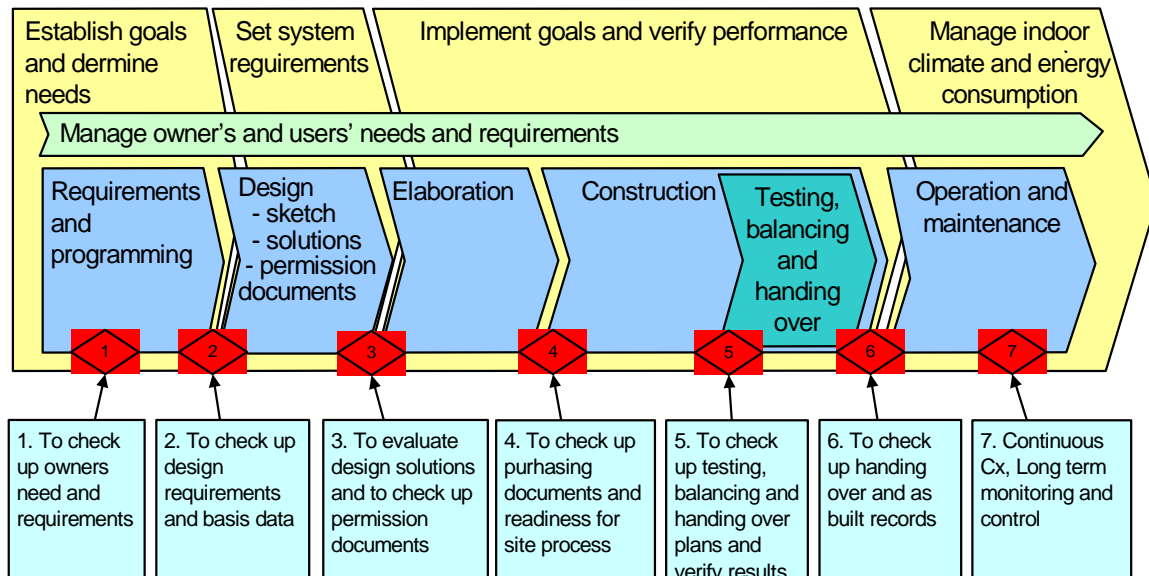 Establish goals
and dermine
needs
Set system
reguirements
Implement goals and verify performance
Manage indoor
climate and energy
consumption
Manage owner's and users' needs and requirements
Requirements
and
programming
Design
- sketch
- solutions
- permission
documents
Elaboration
Construction
Testing,
balancing
and
handing
over
Operation and
maintenance
1
2
3
4
5
6
7
1. To check
up owners
need and
requirements
2. To check up
design
requirements
and basis data
3. To evaluate
design solutions
and to check up
permission
documents
4. To check up
purhasing
documents and
readiness for
site process
5. To check
up testing,
balancing and
handing over
plans and
verify results
6. To check
up handing
over and as
built records
7. Continuous
Cx, Long term
monitoring and
control